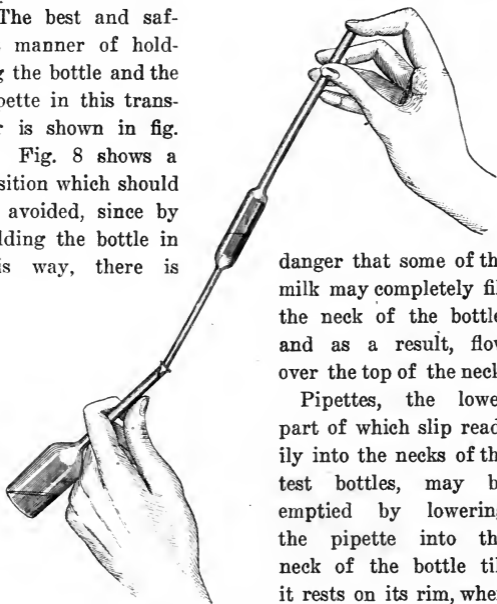 The best and saf-
manner of hold-
g the bottle and the
pette in this trans-
r is shown in fig.
Fig. 8 shows a
sition which should
avoided, since by
lding the bottle in
is way, there is
danger that some of th
milk may completely fil
the neck of the bottle
and as a result, flow
over the top of the neck
Pipettes, the lowe
part of which slip read
ily into the necks of th
test bottles, may b
emptied by lowering
the pipette into th
neck of the bottle til
it rests on its rim, when